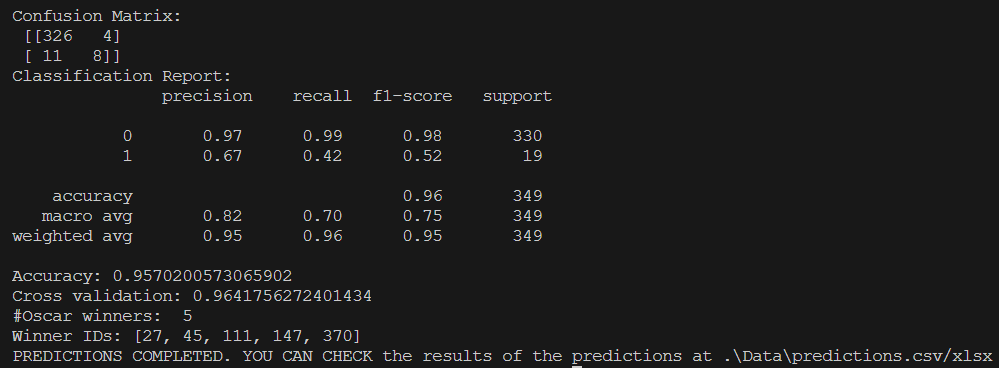 Confusion Matrix:
[[326 4]
[ 11 8]]
Classification Report:
precision recall f1-score support
0 0.97 0.99 0.98 330
1 0.67 0.42 0.52 19
accuracy 0.96 349
macro avg 0.82 0.70 0.75 349
weighted avg 0.95 0.96 0.95 349
Accuracy: 0.9570200573065902
Cross validation: 0.9641756272401434
#Oscar winners: 5
Winner IDs: [27, 45, 111, 147, 370]
PREDICTIONS COMPLETED. YOU CAN CHECK the results of the predictions at .\Data\predictions.csv/xlsx